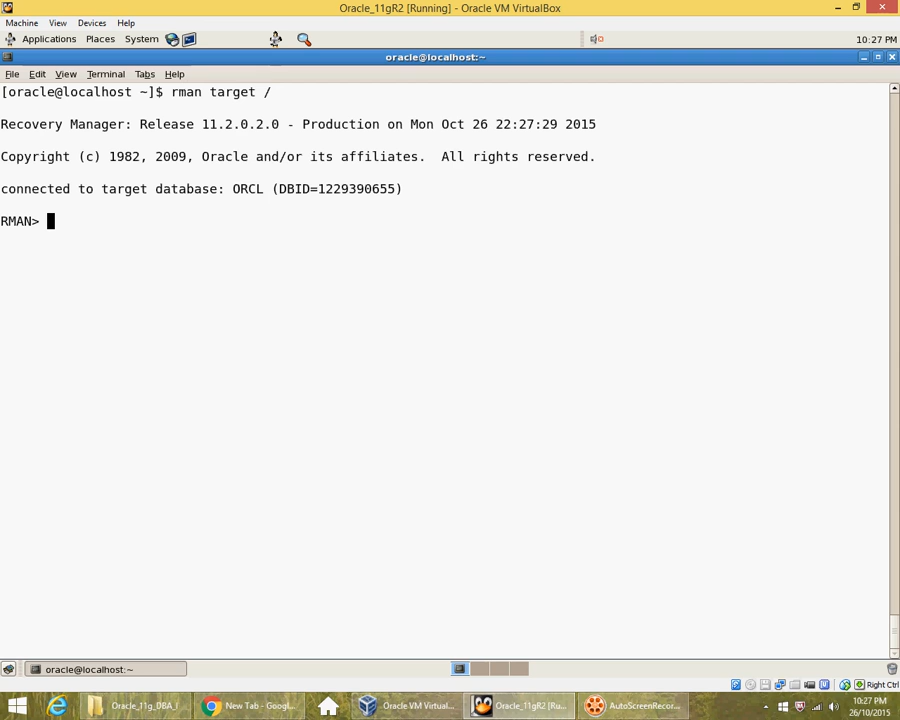 Oracle_11gR2 [Running] - Oracle VM VirtualBox
Machine View Devices Help
Applications Places System
10:27 PM
oracle@localhost:~
File Edit View Terminal Tabs Help
[oracle@localhost ~]$ rman target /
Recovery Manager: Release 11.2.0.2.0 - Production on Mon Oct 26 22:27:29 2015
Copyright (c) 1982, 2009, Oracle and/or its affiliates.  All rights reserved.
connected to target database: ORCL (DBID=1229390655)
RMAN>
oracle@localhost:~
Right Ctrl
Oracle_11g_DBA_I
New Tab - Googl...
Oracle VM Virtual...
Oracle_11gR2 [Ru...
AutoScreenRecor...
10:27 PM
26/10/2015